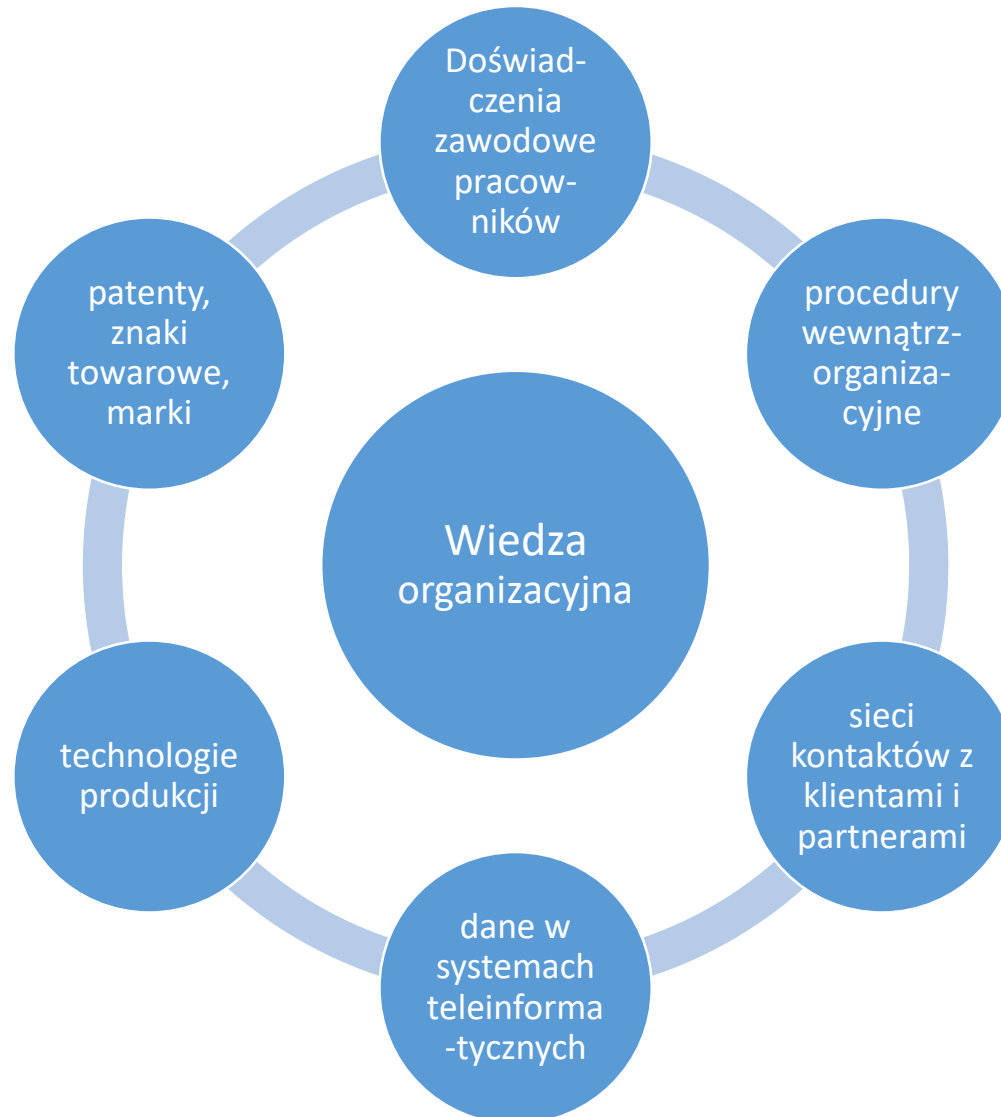 Doświad-
czenia
zawodowe
pracow-
ników
procedury
wewnątrz-
organiza-
cyjne
sieci
kontaktów z
klientami i
partnerami
dane w
systemach
teleinforma
-tycznych
technologie
produkcji
patenty,
znaki
towarowe,
marki
Wiedza
organizacyjna